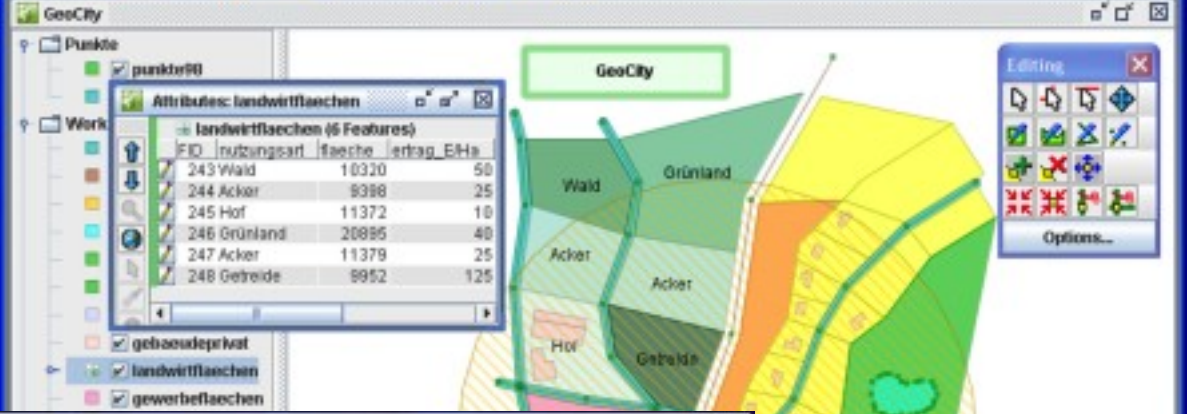 GeoCity
Punkte
punkte98
Work
gebaeudeprivat
landwirtflaechen
gewerbeflaechen
Attributes: landwirtflaechen
landwirtflaechen (6 Features)
FID nutzungsart flaeche ertrag_E/Ha
243 Wald 10320 50
244 Acker 9398 25
245 Hof 11372 10
246 Grünland 20895 40
247 Acker 11379 25
248 Getreide 9952 125
GeoCity
Wald
Grünland
Acker
Acker
Hof
Getreide
Editing
Options...